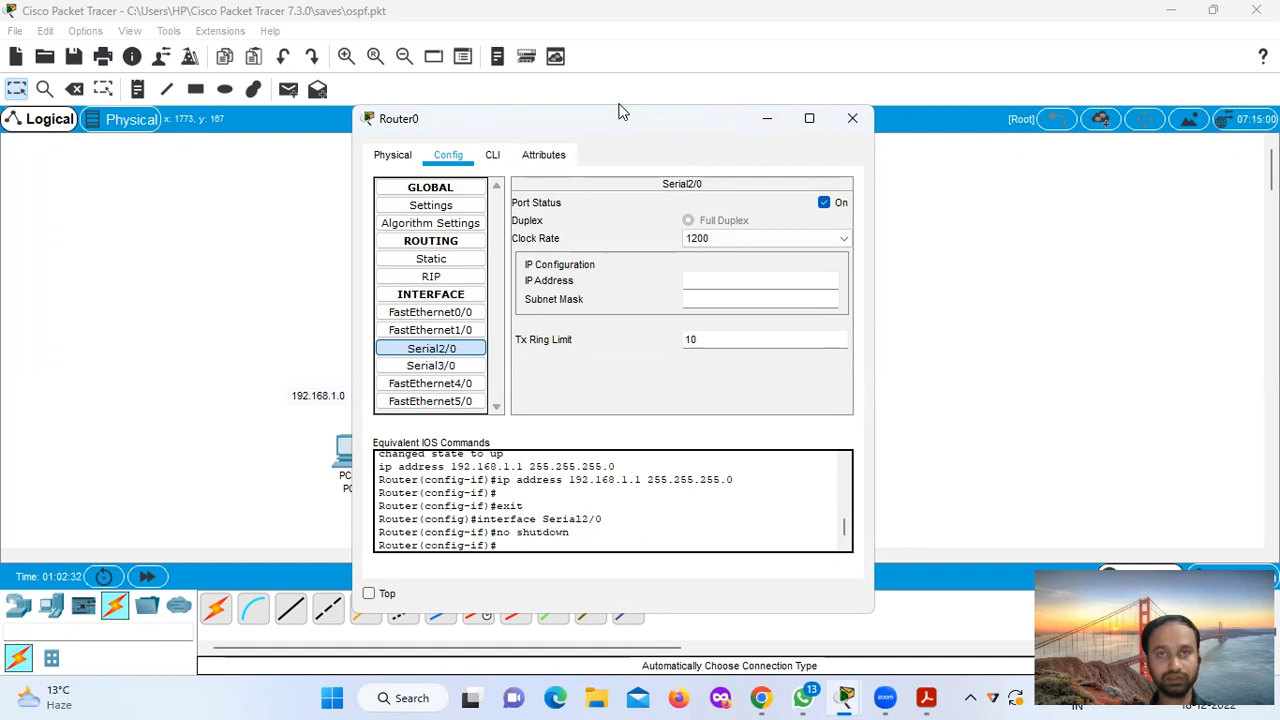 Cisco Packet Tracer - C:\Users\HP\Cisco Packet Tracer 7.3.0\saves\ospf.pkt
File Edit Options View Tools Extensions Help
?
Logical Physical x: 1773, y: 187 [Root] 07:15:00
Router0
Physical Config CLI Attributes
GLOBAL
Settings
Algorithm Settings
ROUTING
Static
RIP
INTERFACE
FastEthernet0/0
FastEthernet1/0
Serial2/0
Serial3/0
FastEthernet4/0
FastEthernet5/0
Serial2/0
Port Status On
Duplex Full Duplex
Clock Rate 1200
IP Configuration
IP Address
Subnet Mask
Tx Ring Limit 10
192.168.1.0
PC
Equivalent IOS Commands
changed state to up
ip address 192.168.1.1 255.255.255.0
Router(config-if)#ip address 192.168.1.1 255.255.255.0
Router(config-if)#
Router(config-if)#exit
Router(config)#interface Serial2/0
Router(config-if)#no shutdown
Router(config-if)#
Top
Time: 01:02:32
Automatically Choose Connection Type
13°C
Haze
Search
13
IN